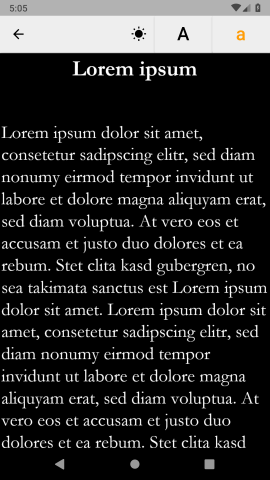 5:05
A a
Lorem ipsum
Lorem ipsum dolor sit amet,
consetetur sadipscing elitr, sed diam
nonumy eirmod tempor invidunt ut
labore et dolore magna aliquyam erat,
sed diam voluptua. At vero eos et
accusam et justo duo dolores et ea
rebum. Stet clita kasd gubergren, no
sea takimata sanctus est Lorem ipsum
dolor sit amet. Lorem ipsum dolor sit
amet, consetetur sadipscing elitr, sed
diam nonumy eirmod tempor
invidunt ut labore et dolore magna
aliquyam erat, sed diam voluptua. At
vero eos et accusam et justo duo
dolores et ea rebum. Stet clita kasd